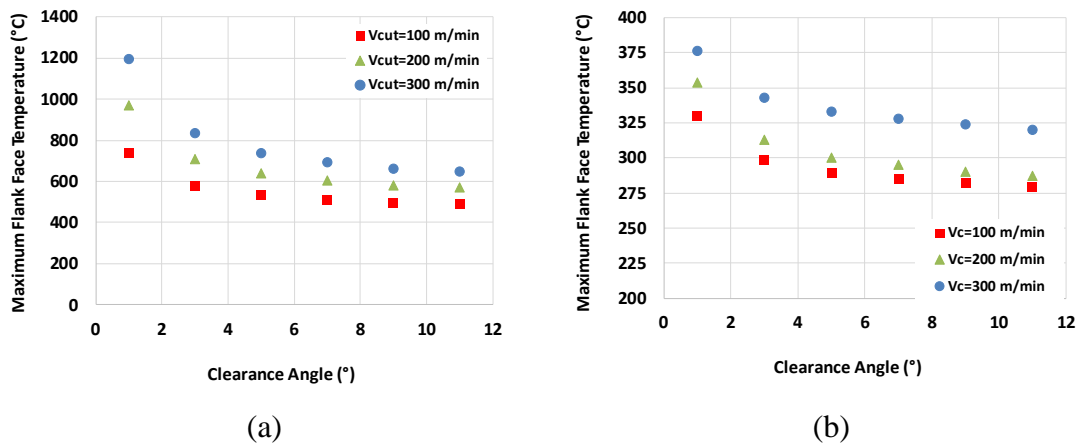 Maximum Flank Face Temperature (°C)
1400
1200
1000
800
600
400
200
0
0 2 4 6 8 10 12
Clearance Angle (°)
Vcut=100 m/min
Vcut=200 m/min
Vcut=300 m/min
(a)
Maximum Flank Face Temperature (°C)
400
375
350
325
300
275
250
225
200
0 2 4 6 8 10 12
Clearance Angle (°)
Vc=100 m/min
Vc=200 m/min
Vc=300 m/min
(b)